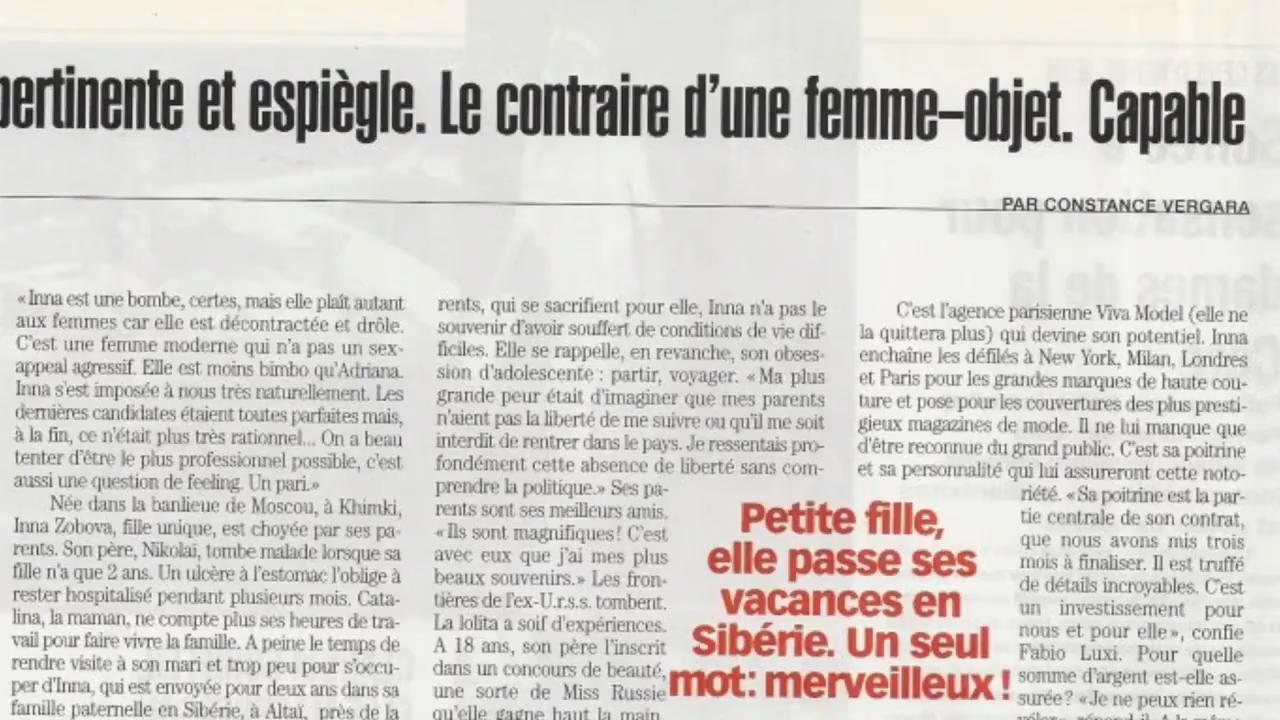 pertinente et espiègle. Le contraire d'une femme-objet. Capable
PAR CONSTANCE VERGARA
« Inna est une bombe, certes, mais elle plaît autant
aux femmes car elle est décontractée et drôle.
C'est une femme moderne qui n'a pas un sex-
appeal agressif. Elle est moins bimbo qu'Adriana.
Inna s'est imposée à nous très naturellement. Les
dernières candidates étaient toutes parfaites mais,
à la fin, ce n'était plus très rationnel... On a beau
tenter d'être le plus professionnel possible, c'est
aussi une question de feeling. Un pari.»
Née dans la banlieue de Moscou, à Khimki,
Inna Zobova, fille unique, est choyée par ses pa-
rents. Son père, Nikolaï, tombe malade lorsque sa
fille n'a que 2 ans. Un ulcère à l'estomac l'oblige à
rester hospitalisé pendant plusieurs mois. Cata-
lina, la maman, ne compte plus ses heures de tra-
vail pour faire vivre la famille. A peine le temps de
rendre visite à son mari et trop peu pour s'occu-
per d'Inna, qui est envoyée pour deux ans dans sa
famille paternelle en Sibérie, à Altaï, près de la
rents, qui se sacrifient pour elle, Inna n'a pas le
souvenir d'avoir souffert de conditions de vie dif-
ficiles. Elle se rappelle, en revanche, son obses-
sion d'adolescente : partir, voyager. « Ma plus
grande peur était d'imaginer que mes parents
n'aient pas la liberté de me suivre ou qu'il me soit
interdit de rentrer dans le pays. Je ressentais pro-
fondément cette absence de liberté sans com-
prendre la politique.» Ses pa-
rents sont ses meilleurs amis.
« Ils sont magnifiques! C'est
avec eux que j'ai mes plus
beaux souvenirs.» Les fron-
tières de l'ex-U.r.s.s. tombent.
La lolita a soif d'expériences.
A 18 ans, son père l'inscrit
dans un concours de beauté,
une sorte de Miss Russie
qu'elle gagne haut la main.
Petite fille,
elle passe ses
vacances en
Sibérie. Un seul
mot: merveilleux !
C'est l'agence parisienne Viva Model (elle ne
la quittera plus) qui devine son potentiel. Inna
enchaîne les défilés à New York, Milan, Londres
et Paris pour les grandes marques de haute cou-
ture et pose pour les couvertures des plus presti-
gieux magazines de mode. Il ne lui manque que
d'être reconnue du grand public. C'est sa poitrine
et sa personnalité qui lui assureront cette noto-
riété. « Sa poitrine est la par-
tie centrale de son contrat,
que nous avons mis trois
mois à finaliser. Il est truffé
de détails incroyables. C'est
un investissement pour
nous et pour elle », confie
Fabio Luxi. Pour quelle
somme d'argent est-elle as-
surée? « Je ne peux rien ré-